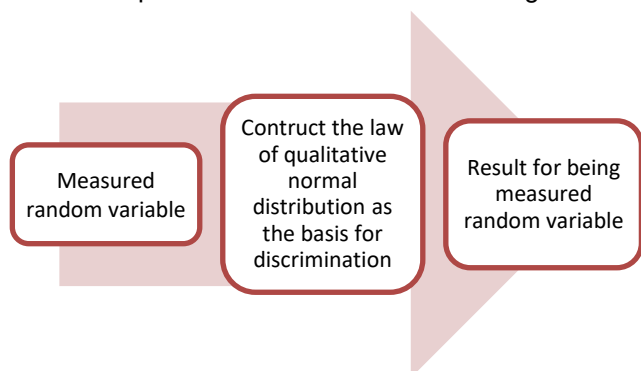 Measured
random variable
Contruct the law
of qualitative
normal
distribution as
the basis for
discrimination
Result for being
measured
random variable